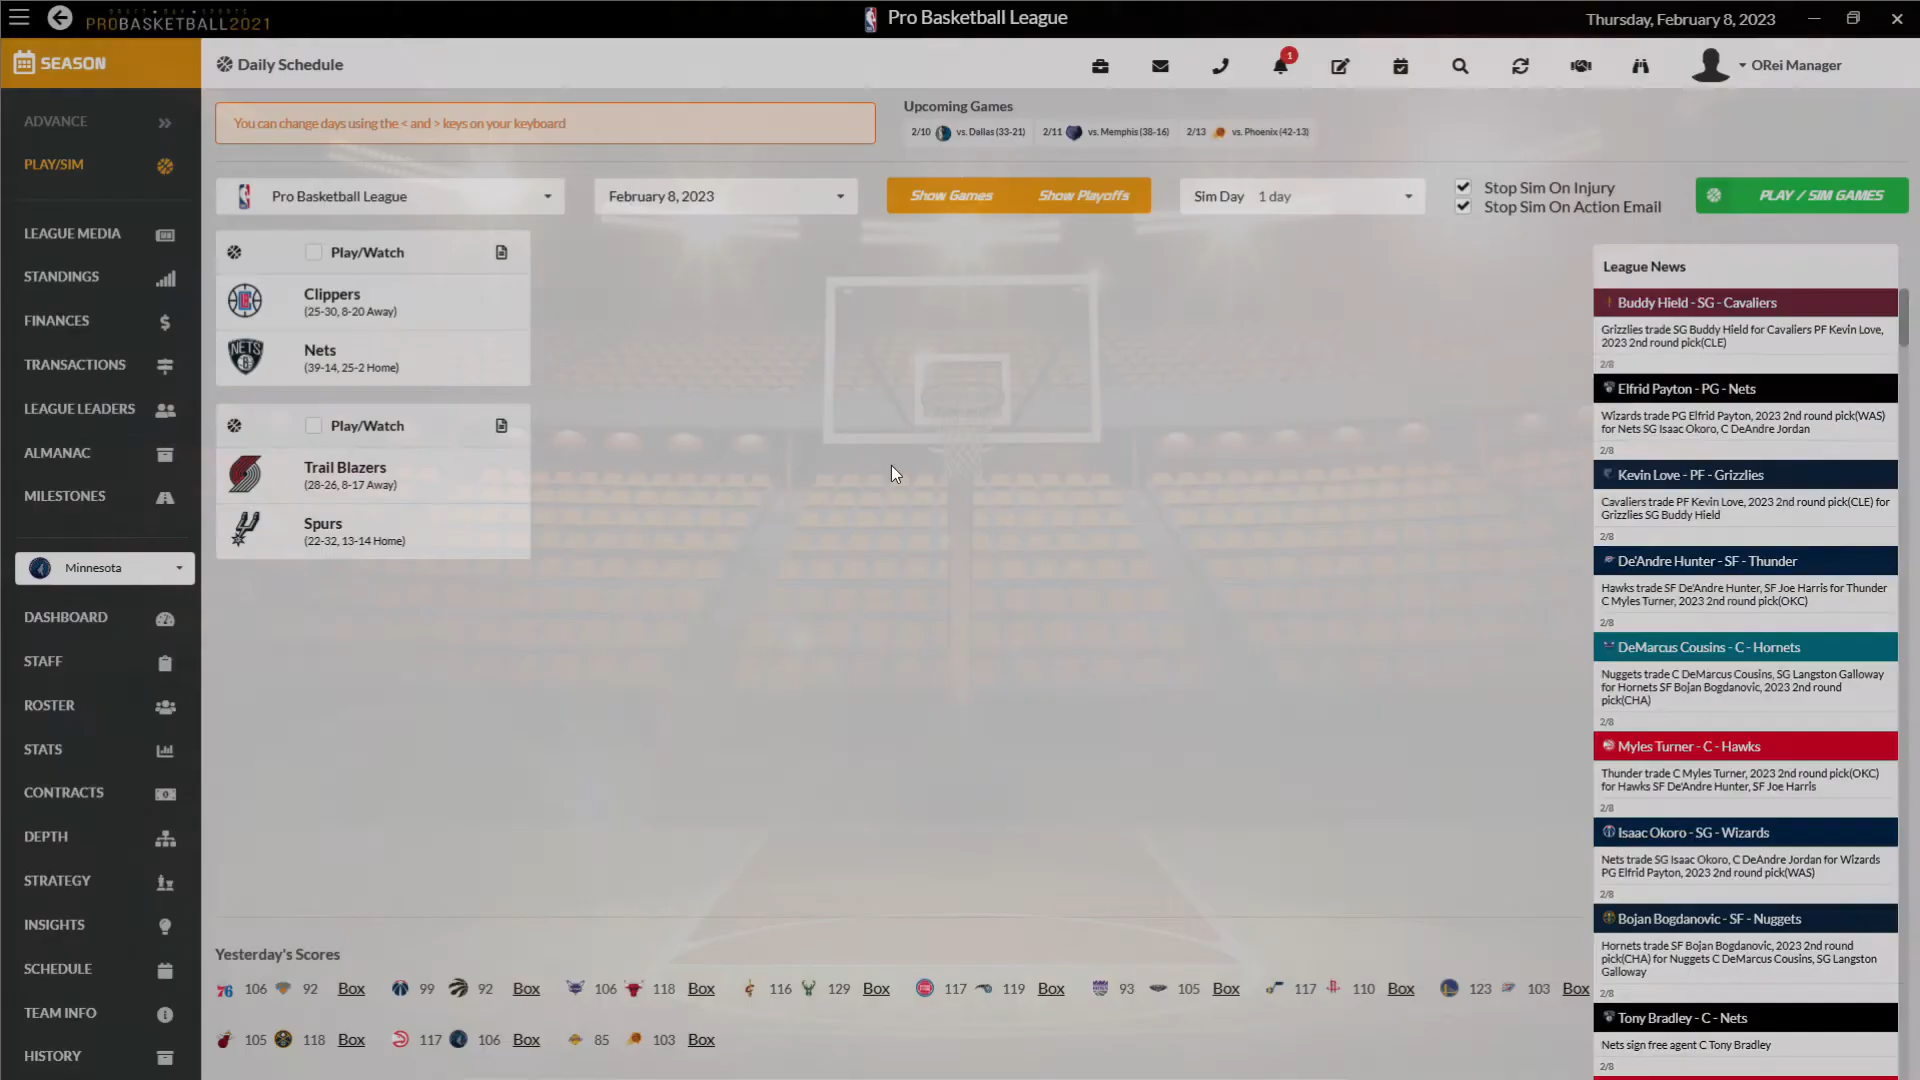 DRAFT · DAY · SPORTS
PROBASKETBALL2021
Pro Basketball League
Thursday, February 8, 2023
SEASON
Daily Schedule
1
ORei Manager
ADVANCE
PLAY/SIM
LEAGUE MEDIA
STANDINGS
FINANCES
TRANSACTIONS
LEAGUE LEADERS
ALMANAC
MILESTONES
Minnesota
DASHBOARD
STAFF
ROSTER
STATS
CONTRACTS
DEPTH
STRATEGY
INSIGHTS
SCHEDULE
TEAM INFO
HISTORY
You can change days using the < and > keys on your keyboard
Upcoming Games
2/10 vs. Dallas (33-21) 2/11 vs. Memphis (38-16) 2/13 vs. Phoenix (42-13)
Pro Basketball League
February 8, 2023
Show Games Show Playoffs
Sim Day 1 day
Stop Sim On Injury
Stop Sim On Action Email
PLAY / SIM GAMES
Play/Watch
Clippers
(25-30, 8-20 Away)
NETS
Nets
(39-14, 25-2 Home)
Play/Watch
Trail Blazers
(28-26, 8-17 Away)
Spurs
(22-32, 13-14 Home)
League News
Buddy Hield - SG - Cavaliers
Grizzlies trade SG Buddy Hield for Cavaliers PF Kevin Love,
2023 2nd round pick(CLE)
2/8
Elfrid Payton - PG - Nets
Wizards trade PG Elfrid Payton, 2023 2nd round pick(WAS)
for Nets SG Isaac Okoro, C DeAndre Jordan
2/8
Kevin Love - PF - Grizzlies
Cavaliers trade PF Kevin Love, 2023 2nd round pick(CLE) for
Grizzlies SG Buddy Hield
2/8
De'Andre Hunter - SF - Thunder
Hawks trade SF De'Andre Hunter, SF Joe Harris for Thunder
C Myles Turner, 2023 2nd round pick(OKC)
2/8
DeMarcus Cousins - C - Hornets
Nuggets trade C DeMarcus Cousins, SG Langston Galloway
for Hornets SF Bojan Bogdanovic, 2023 2nd round
pick(CHA)
2/8
Myles Turner - C - Hawks
Thunder trade C Myles Turner, 2023 2nd round pick(OKC)
for Hawks SF De'Andre Hunter, SF Joe Harris
2/8
Isaac Okoro - SG - Wizards
Nets trade SG Isaac Okoro, C DeAndre Jordan for Wizards
PG Elfrid Payton, 2023 2nd round pick(WAS)
2/8
Bojan Bogdanovic - SF - Nuggets
Hornets trade SF Bojan Bogdanovic, 2023 2nd round
pick(CHA) for Nuggets C DeMarcus Cousins, SG Langston
Galloway
2/8
Tony Bradley - C - Nets
Nets sign free agent C Tony Bradley
2/8
Yesterday's Scores
76 106 92 Box 99 92 Box 106 118 Box 116 129 Box 117 119 Box 93 105 Box 117 110 Box 123 103 Box
105 118 Box 117 106 Box 85 103 Box